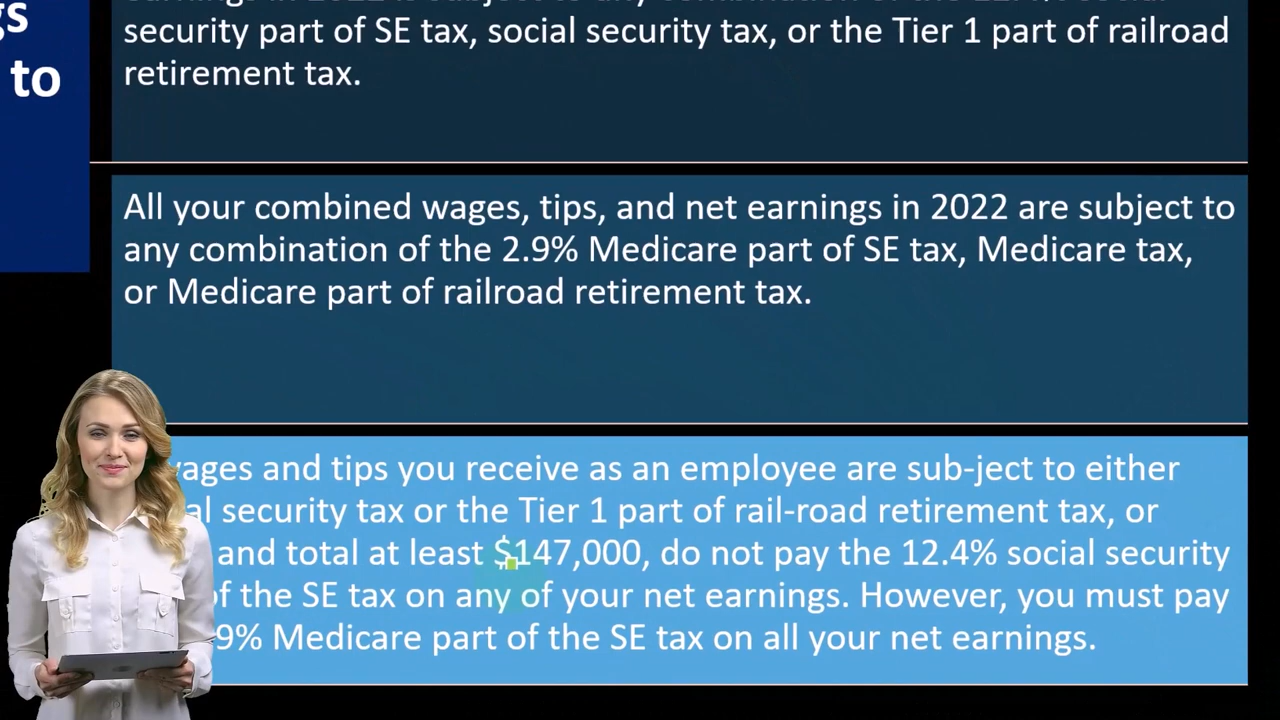 gs
to
security part of SE tax, social security tax, or the Tier 1 part of railroad
retirement tax.
All your combined wages, tips, and net earnings in 2022 are subject to
any combination of the 2.9% Medicare part of SE tax, Medicare tax,
or Medicare part of railroad retirement tax.
wages and tips you receive as an employee are sub-ject to either
al security tax or the Tier 1 part of rail-road retirement tax, or
and total at least $147,000, do not pay the 12.4% social security
of the SE tax on any of your net earnings. However, you must pay
9% Medicare part of the SE tax on all your net earnings.